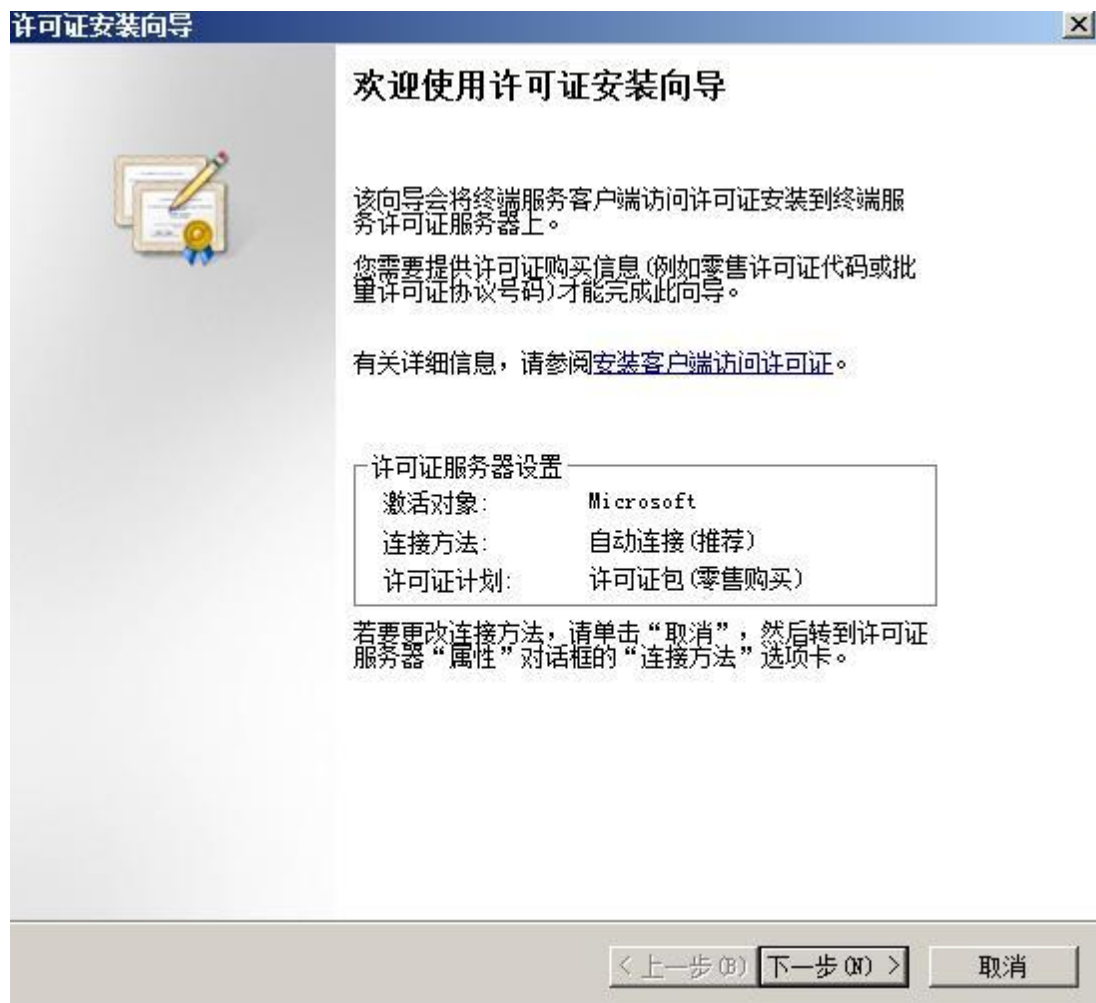 许可证安装向导
欢迎使用许可证安装向导
该向导会将终端服务客户端访问许可证安装到终端服
务许可证服务器上。
您需要提供许可证购买信息(例如零售许可证代码或批
量许可证协议号码)才能完成此向导。
有关详细信息，请参阅安装客户端访问许可证。
许可证服务器设置
激活对象: Microsoft
连接方法: 自动连接(推荐)
许可证计划: 许可证包(零售购买)
若要更改连接方法，请单击“取消”，然后转到许可证
服务器“属性”对话框的“连接方法”选项卡。
< 上一步(B) 下一步(N) > 取消